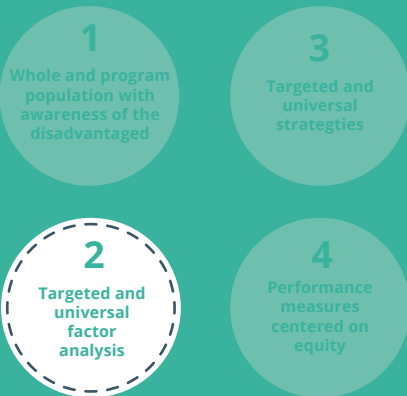 1
Whole and program
population with
awareness of the
disadvantaged
2
Targeted and
universal
factor
analysis
3
Targeted and
universal
strategties
4
Performance
measures
centered on
equity